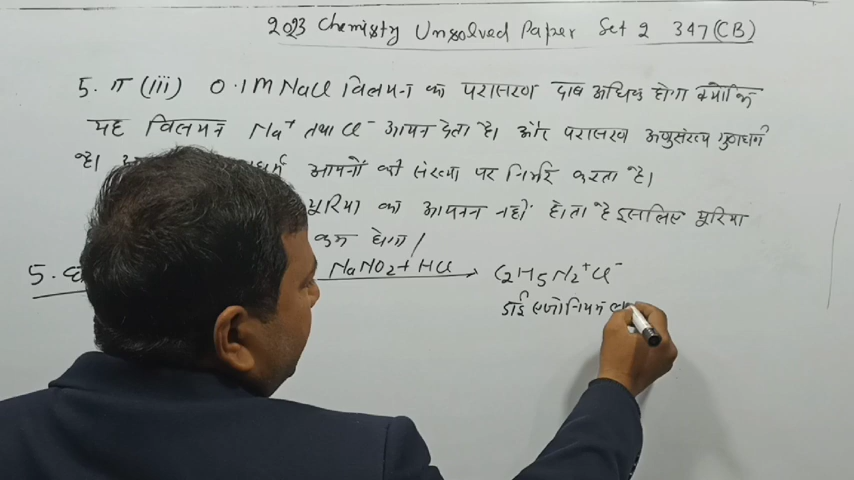 2023 Chemistry Unsolved Paper Set 2 347 (CB)
5. ग (iii) 0.1M NaCl विलयन का परासरण दाब अधिक होगा क्योंकि
यह विलयन Na⁺ तथा Cl⁻ आयन देता है। और परासरण अणुसंख्य गुणधर्म
है। आयनों की संख्या पर निर्भर करता है।
यूरिया का आयनन नहीं होता है इसलिए यूरिया
कम होगा।
5. NaNO₂ + HCl → C₂H₅N₂⁺Cl⁻
डाई एजोनियम